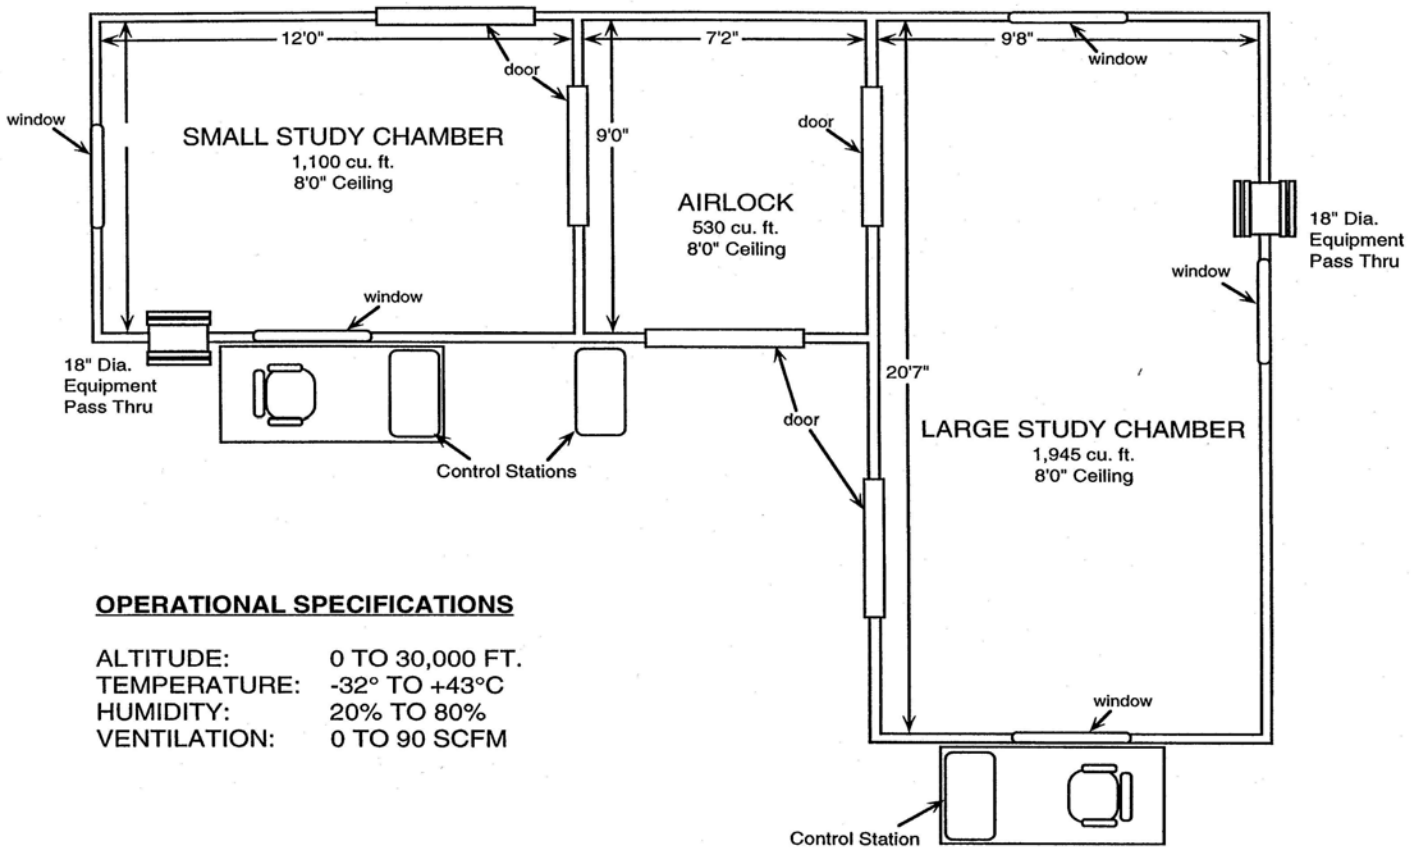 12'0"
7'2"
9'8"
window
door
window
9'0"
door
SMALL STUDY CHAMBER
1,100 cu. ft.
8'0" Ceiling
AIRLOCK
530 cu. ft.
8'0" Ceiling
18" Dia.
Equipment
Pass Thru
window
window
18" Dia.
Equipment
Pass Thru
20'7"
door
LARGE STUDY CHAMBER
1,945 cu. ft.
8'0" Ceiling
Control Stations
OPERATIONAL SPECIFICATIONS
ALTITUDE: 0 TO 30,000 FT.
TEMPERATURE: -32° TO +43°C
HUMIDITY: 20% TO 80%
VENTILATION: 0 TO 90 SCFM
window
Control Station